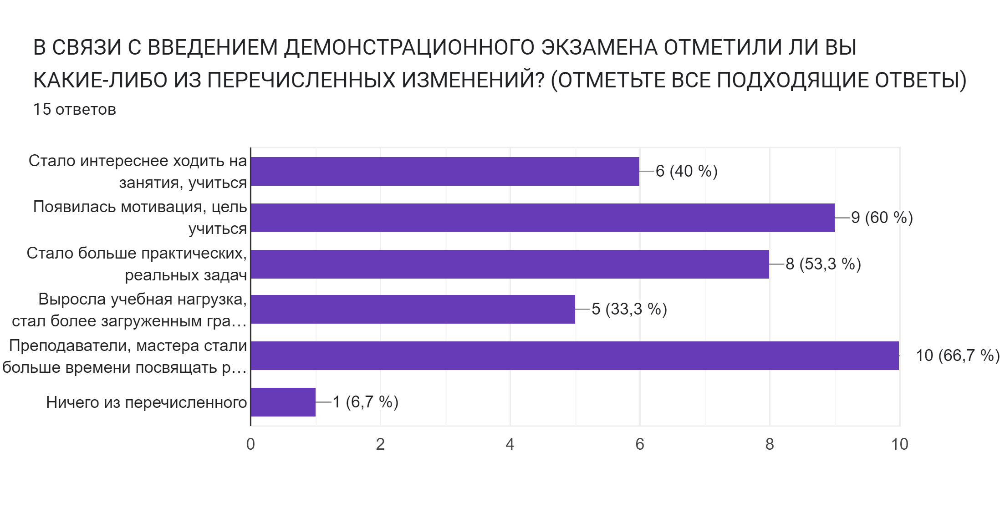 В СВЯЗИ С ВВЕДЕНИЕМ ДЕМОНСТРАЦИОННОГО ЭКЗАМЕНА ОТМЕТИЛИ ЛИ ВЫ
КАКИЕ-ЛИБО ИЗ ПЕРЕЧИСЛЕННЫХ ИЗМЕНЕНИЙ? (ОТМЕТЬТЕ ВСЕ ПОДХОДЯЩИЕ ОТВЕТЫ)
15 ответов
Стало интереснее ходить на
занятия, учиться
6 (40 %)
Появилась мотивация, цель
учиться
9 (60 %)
Стало больше практических,
реальных задач
8 (53,3 %)
Выросла учебная нагрузка,
стал более загруженным гра…
5 (33,3 %)
Преподаватели, мастера стали
больше времени посвящать р…
10 (66,7 %)
Ничего из перечисленного
1 (6,7 %)
0 2 4 6 8 10